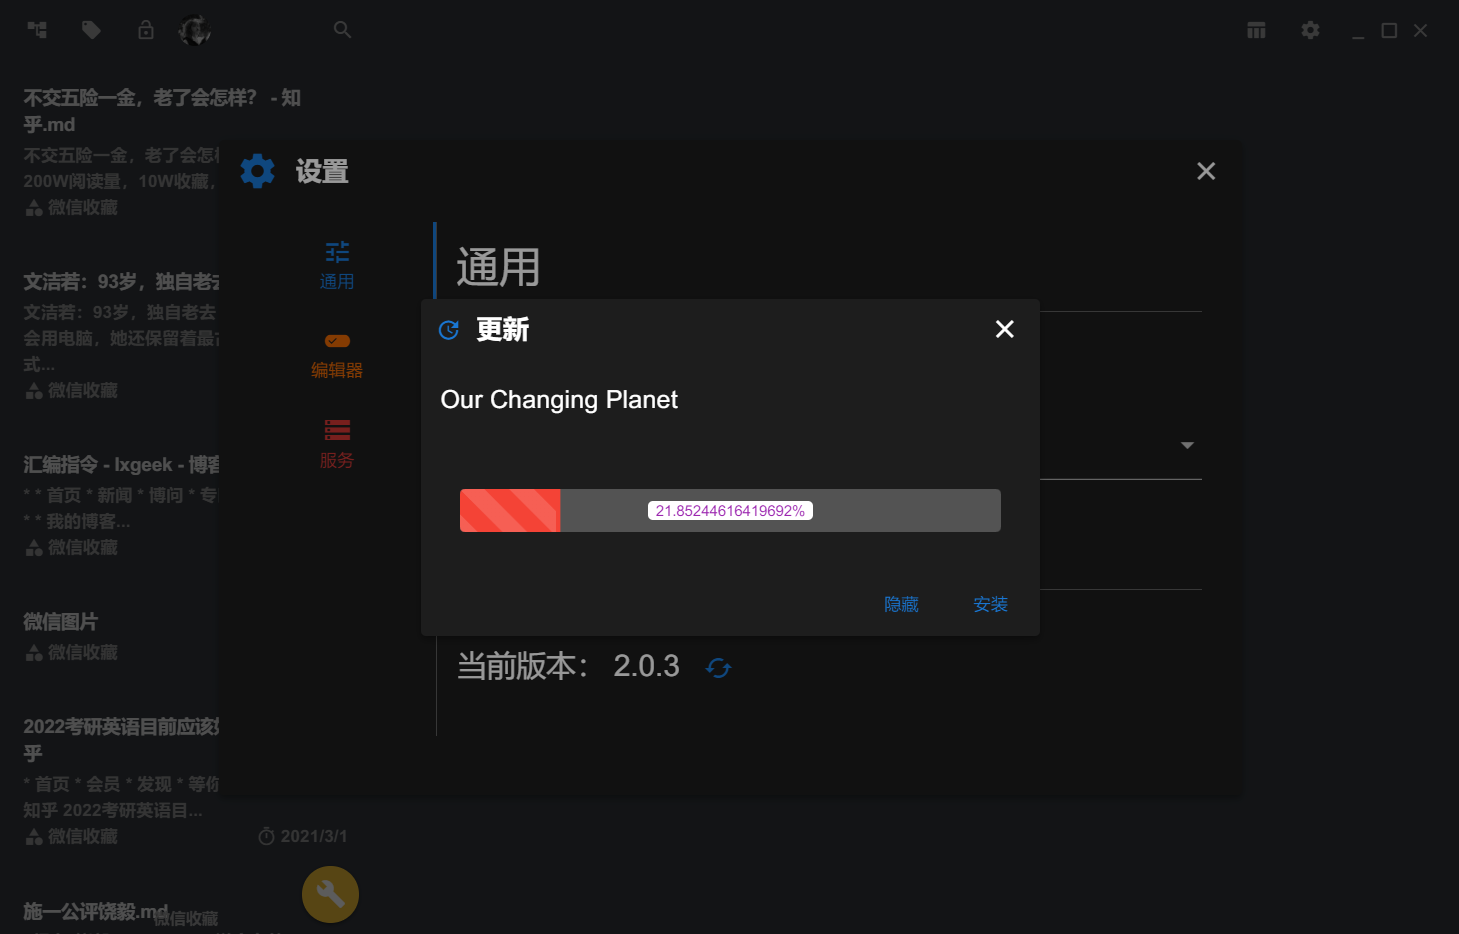 不交五险一金，老了会怎样？ - 知
乎.md
不交五险一金，老了会怎
200W阅读量，10W收藏，
微信收藏
文洁若：93岁，独自老去
文洁若：93岁，独自老去
会用电脑，她还保留着最古
式...
微信收藏
汇编指令 - lxgeek - 博客
* * 首页 * 新闻 * 博问 * 专
* * 我的博客...
微信收藏
微信图片
微信收藏
2022考研英语目前应该
乎
* 首页 * 会员 * 发现 * 等你
知乎 2022考研英语目...
微信收藏
2021/3/1
施一公评饶毅.md
微信收藏
设置
通用
编辑器
服务
通用
更新
Our Changing Planet
21.85244616419692%
隐藏
安装
当前版本： 2.0.3